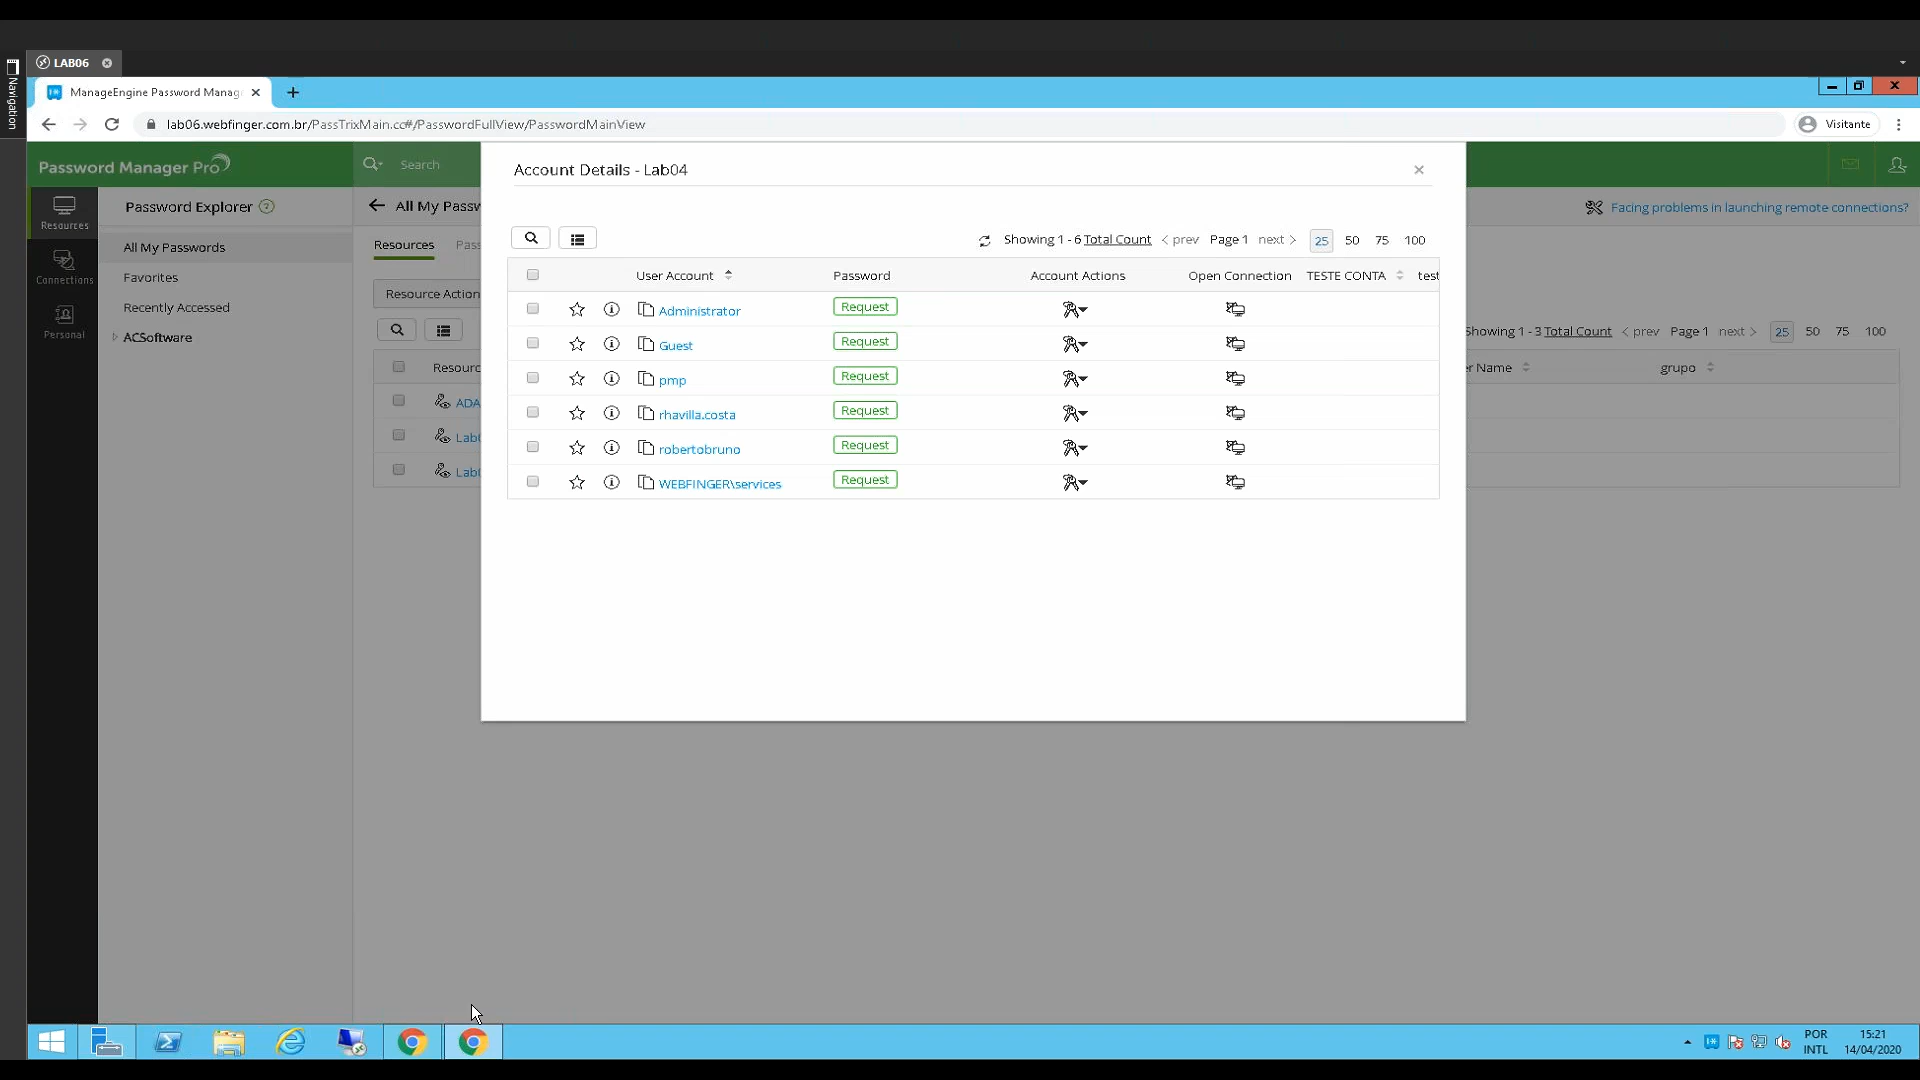 Navigation
LAB06
ManageEngine Password Manag
lab06.webfinger.com.br/PassTrixMain.cc#/PasswordFullView/PasswordMainView
Visitante
Password Manager Pro
Search
Account Details - Lab04
Resources
Connections
Personal
Password Explorer
All My Passwords
Favorites
Recently Accessed
ACSoftware
All My Passw
Facing problems in launching remote connections?
Resources
Pass
Resource Action
Showing 1 - 6 Total Count < prev Page 1 next > 25 50 75 100
User Account Password Account Actions Open Connection TESTE CONTA test
Administrator Request
Guest Request
pmp Request
rhavilla.costa Request
robertobruno Request
WEBFINGER\services Request
Showing 1 - 3 Total Count < prev Page 1 next > 25 50 75 100
Resourc
r Name grupo
ADA
Lab
Lab
POR
INTL
15:21
14/04/2020